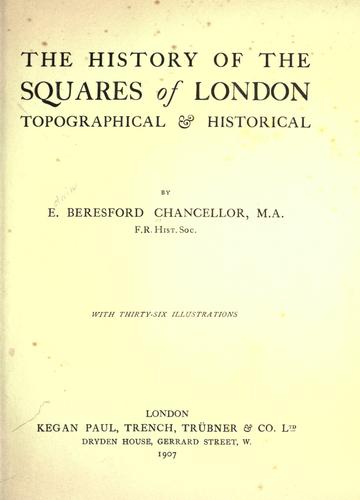 THE HISTORY OF THE
SQUARES of LONDON
TOPOGRAPHICAL & HISTORICAL
BY
E. BERESFORD CHANCELLOR, M.A.
dwin
F.R. HIST. SOC.
WITH THIRTY-SIX ILLUSTRATIONS
LONDON
KEGAN PAUL, TRENCH, TRÜBNER & CO. LTD
DRYDEN HOUSE, GERRARD STREET, W.
1907